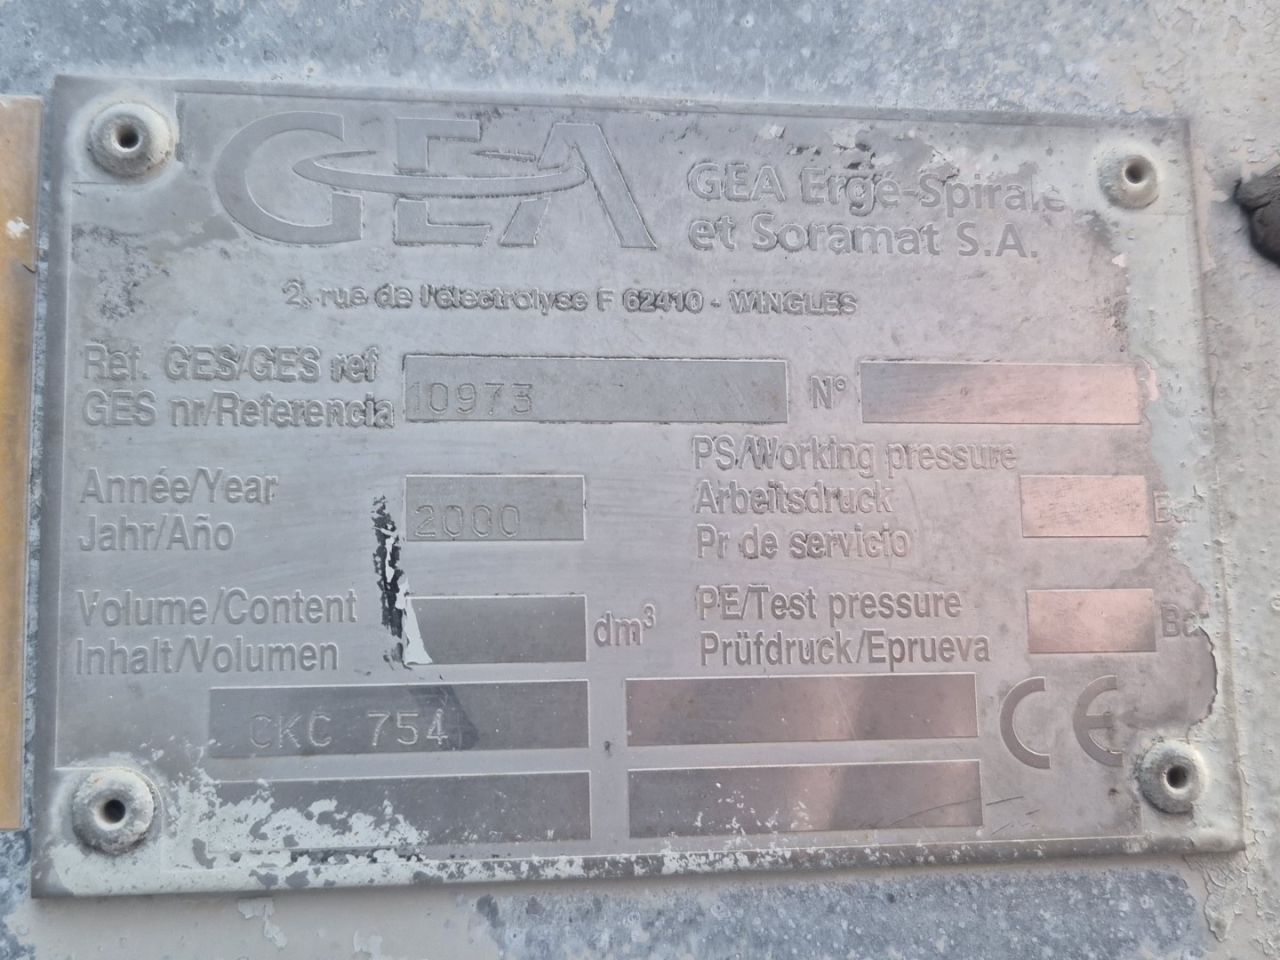 GEA
GEA Ergé-Spirale
et Soramat S.A.
2, rue de l'électrolyse F 62410 - WINGLES
Ref. GES/GES ref
GES nr/Referencia
10973
N°
Année/Year
Jahr/Año
2000
PS/Working pressure
Arbeitsdruck
Pr de servicio
Bar
Volume/Content
Inhalt/Volumen
dm³
PE/Test pressure
Prüfdruck/Eprueva
Bar
CKC 754
CE